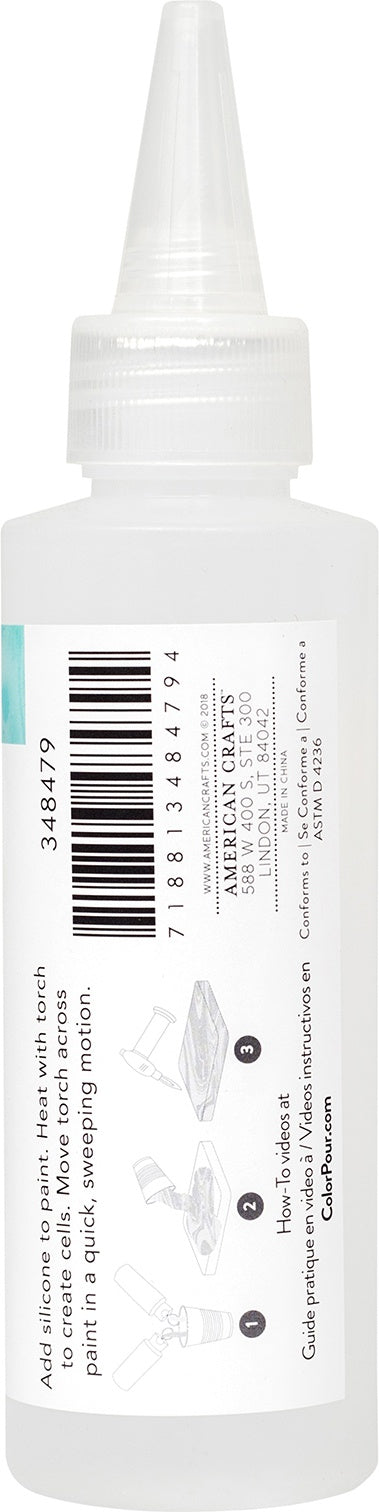 Add silicone to paint. Heat with torch
to create cells. Move torch across
paint in a quick, sweeping motion.
1
2
3
How-To videos at
Guide pratique en video à / Videos instructivos en
ColorPour.com
348479
7 18813 48479 4
WWW.AMERICANCRAFTS.COM © 2018
AMERICAN CRAFTS™
588 W 400 S, STE 300
LINDON, UT 84042
MADE IN CHINA
Conforms to | Se Conforme a | Conforme a
ASTM D 4236